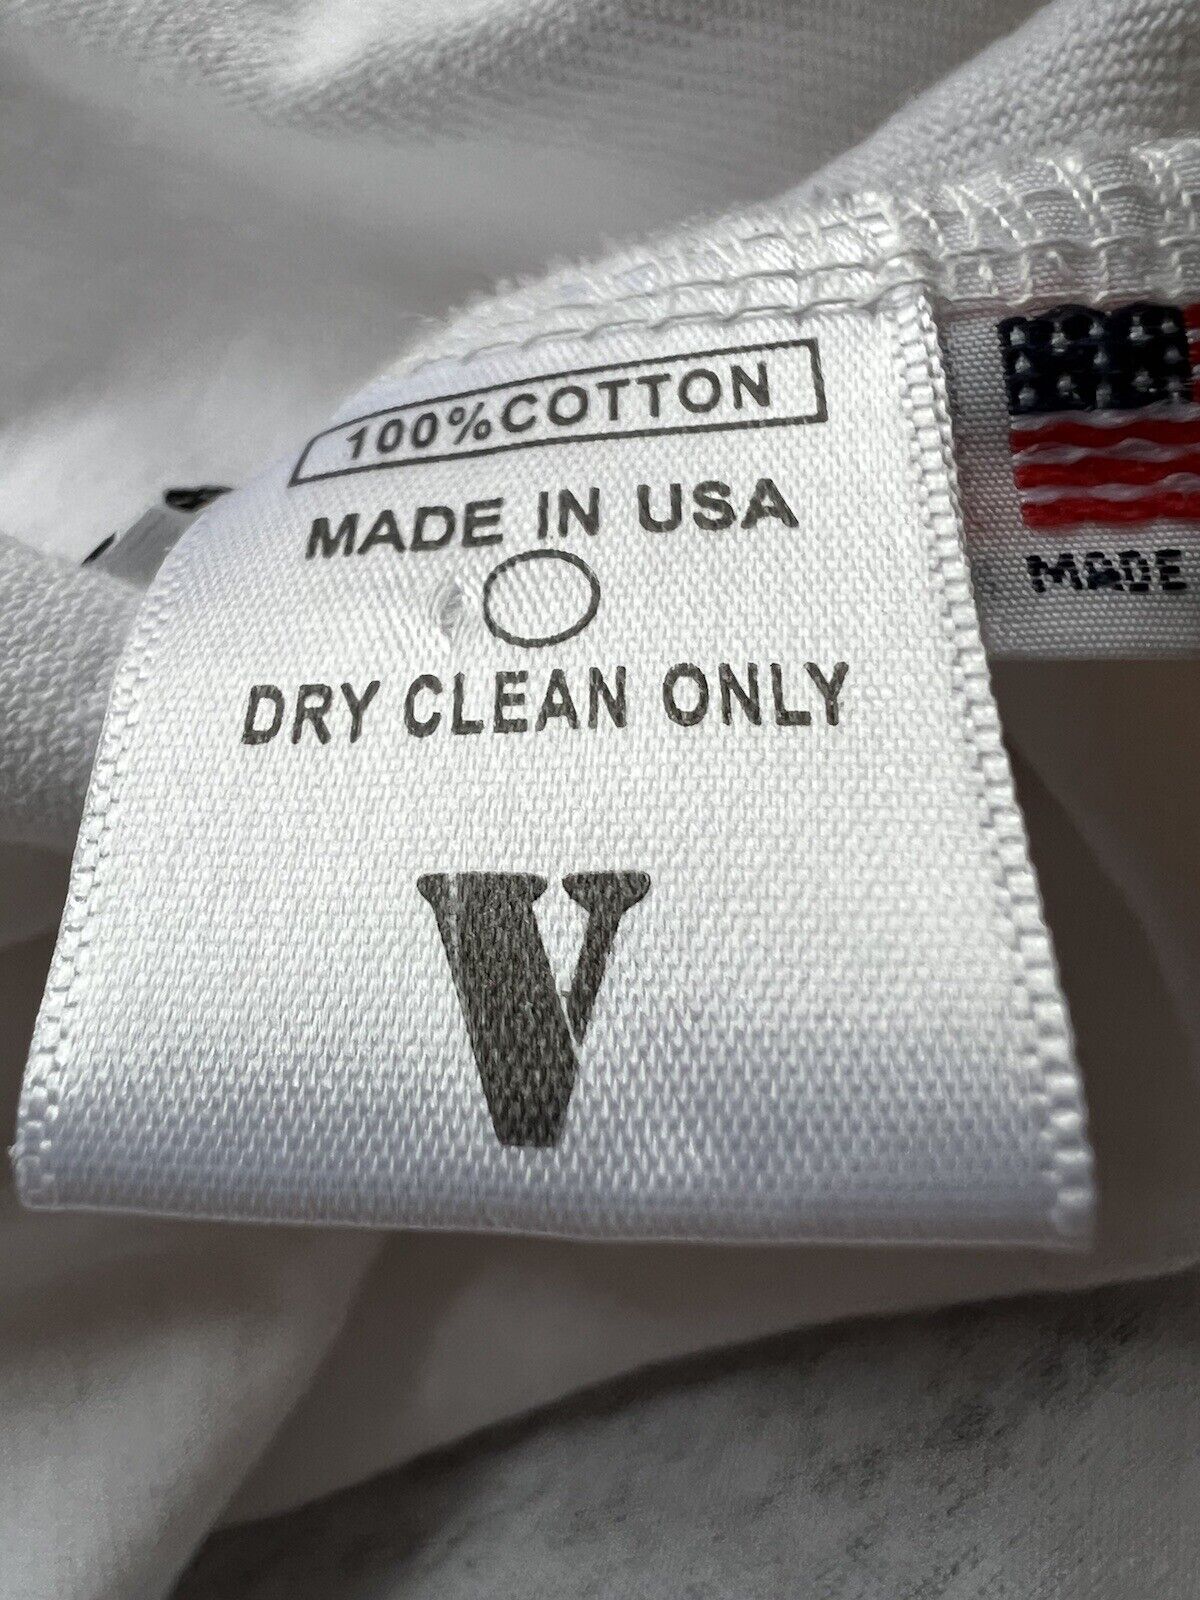 100%COTTON
MADE IN USA
DRY CLEAN ONLY
V
MADE